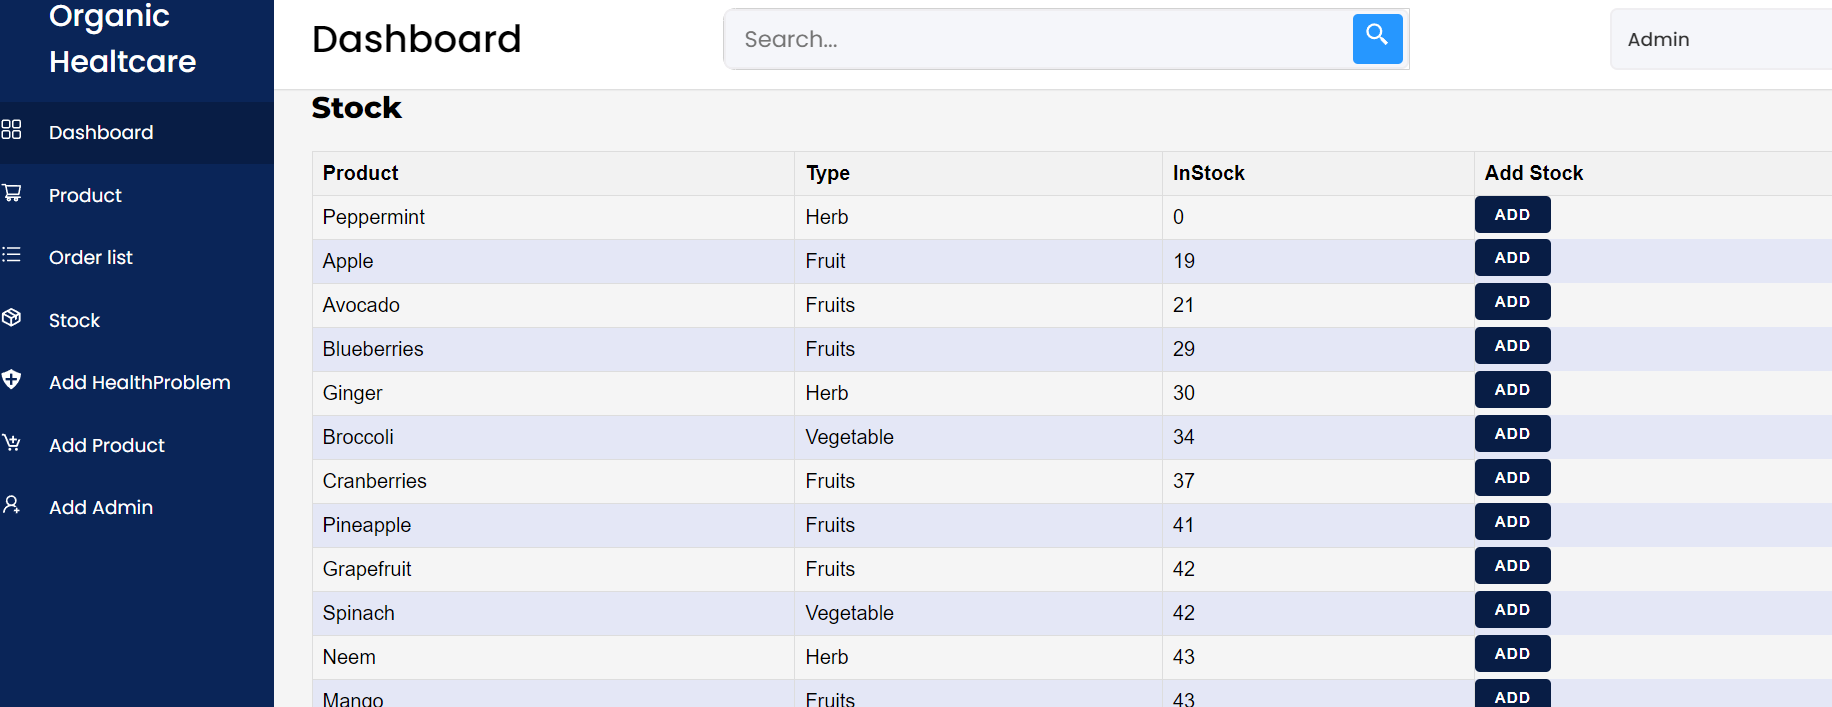 Organic
Healtcare
Dashboard
Product
Order list
Stock
Add HealthProblem
Add Product
Add Admin
Dashboard
Search...
Admin
Stock
Product Type InStock Add Stock
Peppermint Herb 0 ADD
Apple Fruit 19 ADD
Avocado Fruits 21 ADD
Blueberries Fruits 29 ADD
Ginger Herb 30 ADD
Broccoli Vegetable 34 ADD
Cranberries Fruits 37 ADD
Pineapple Fruits 41 ADD
Grapefruit Fruits 42 ADD
Spinach Vegetable 42 ADD
Neem Herb 43 ADD
Mango Fruits 43 ADD